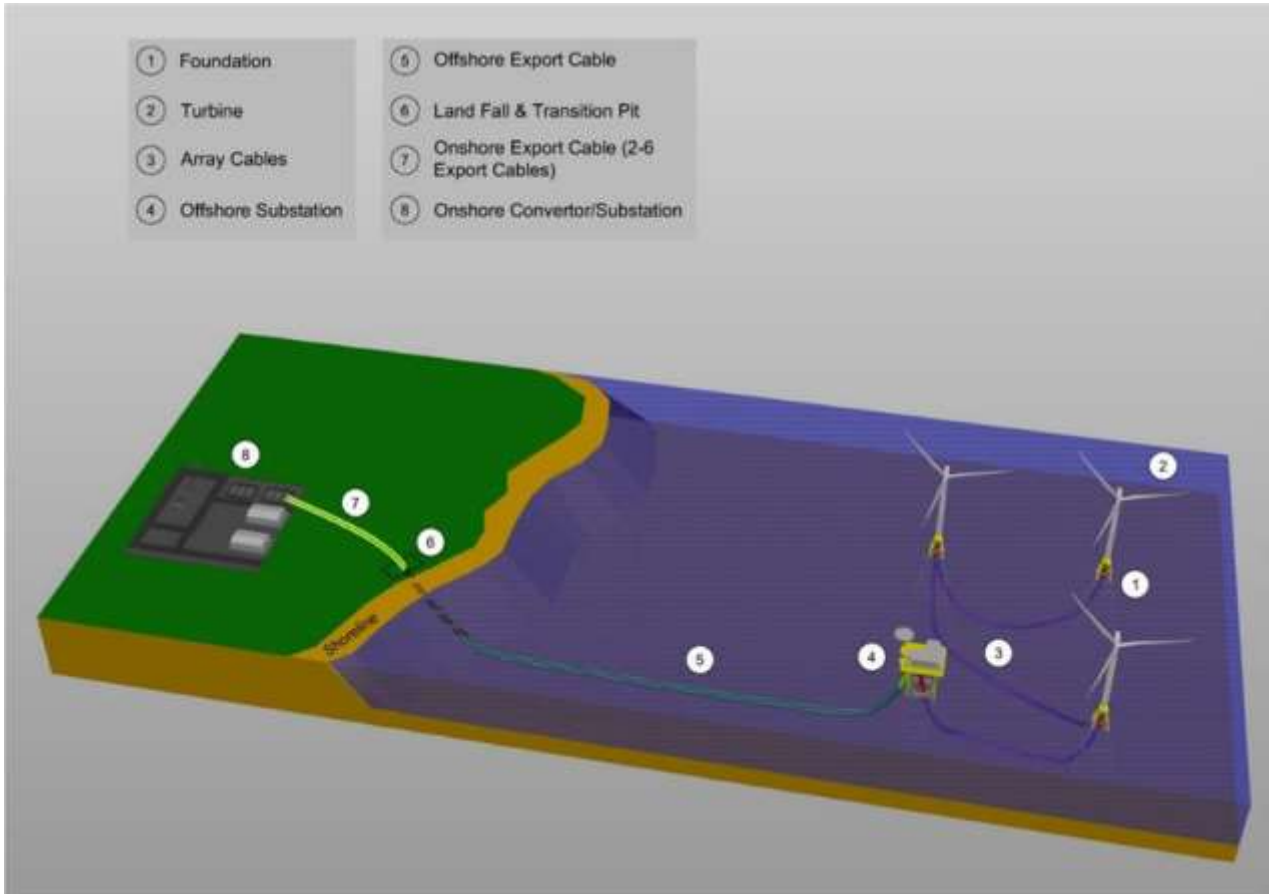 1 Foundation
2 Turbine
3 Array Cables
4 Offshore Substation
5 Offshore Export Cable
6 Land Fall & Transition Pit
7 Onshore Export Cable (2-6
Export Cables)
8 Onshore Convertor/Substation
8
7
6
Shoreline
5
4
3
2
1